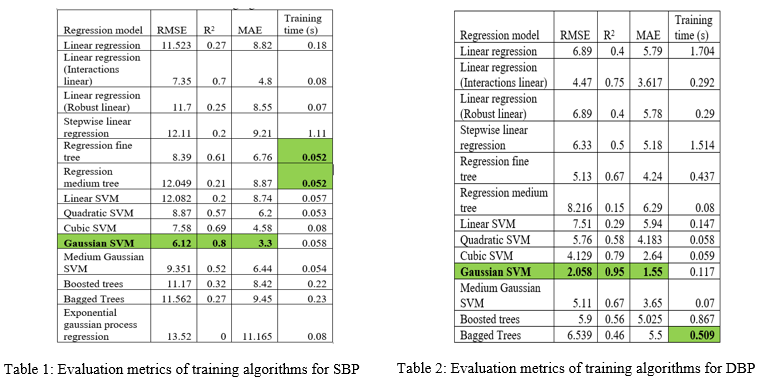 Regression model RMSE R² MAE Training time (s)
Linear regression 11.523 0.27 8.82 0.18
Linear regression (Interactions linear) 7.35 0.7 4.8 0.08
Linear regression (Robust linear) 11.7 0.25 8.55 0.07
Stepwise linear regression 12.11 0.2 9.21 1.11
Regression fine tree 8.39 0.61 6.76 0.052
Regression medium tree 12.049 0.21 8.87 0.052
Linear SVM 12.082 0.2 8.74 0.057
Quadratic SVM 8.87 0.57 6.2 0.053
Cubic SVM 7.58 0.69 4.58 0.08
Gaussian SVM 6.12 0.8 3.3 0.058
Medium Gaussian SVM 9.351 0.52 6.44 0.054
Boosted trees 11.17 0.32 8.42 0.22
Bagged Trees 11.562 0.27 9.45 0.23
Exponential gaussian process regression 13.52 0 11.165 0.08
Table 1: Evaluation metrics of training algorithms for SBP
Regression model RMSE R² MAE Training time (s)
Linear regression 6.89 0.4 5.79 1.704
Linear regression (Interactions linear) 4.47 0.75 3.617 0.292
Linear regression (Robust linear) 6.89 0.4 5.78 0.29
Stepwise linear regression 6.33 0.5 5.18 1.514
Regression fine tree 5.13 0.67 4.24 0.437
Regression medium tree 8.216 0.15 6.29 0.08
Linear SVM 7.51 0.29 5.94 0.147
Quadratic SVM 5.76 0.58 4.183 0.058
Cubic SVM 4.129 0.79 2.64 0.059
Gaussian SVM 2.058 0.95 1.55 0.117
Medium Gaussian SVM 5.11 0.67 3.65 0.07
Boosted trees 5.9 0.56 5.025 0.867
Bagged Trees 6.539 0.46 5.5 0.509
Table 2: Evaluation metrics of training algorithms for DBP